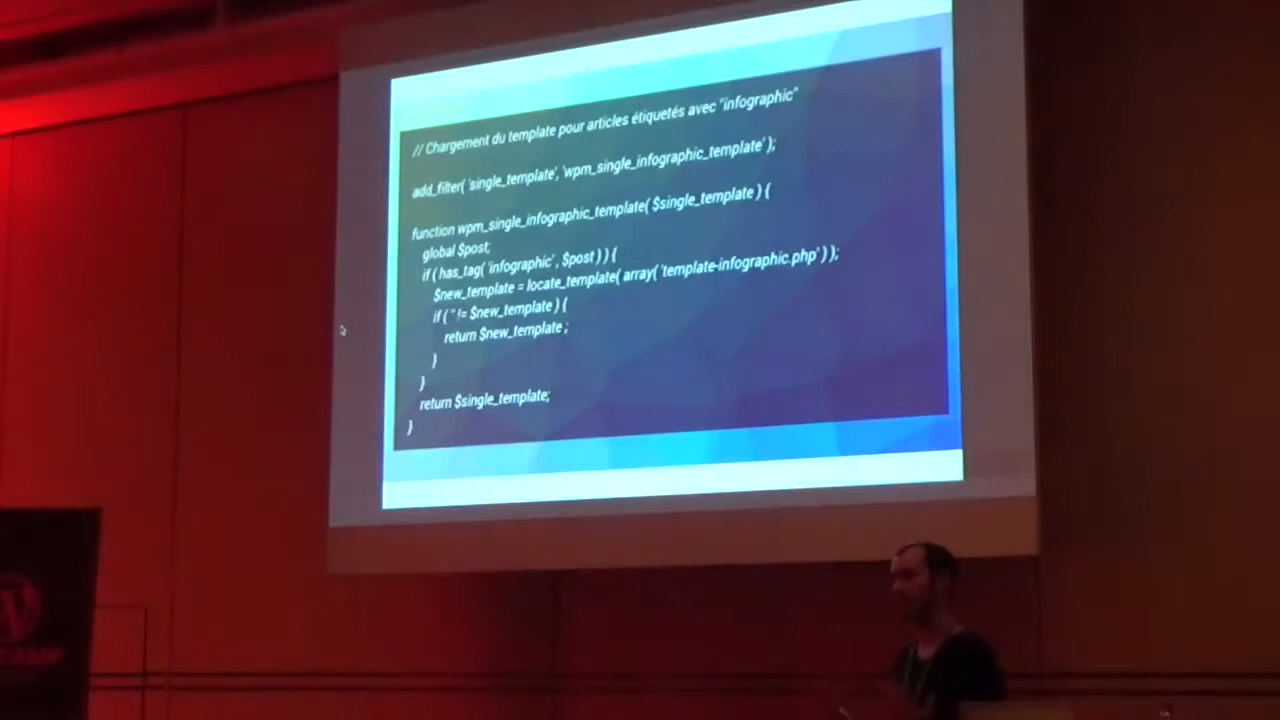 // Chargement du template pour articles étiquetés avec "infographic"
add_filter( 'single_template', 'wpm_single_infographic_template' );
function wpm_single_infographic_template( $single_template ) {
global $post;
if ( has_tag( 'infographic' , $post ) ) {
$new_template = locate_template( array( 'template-infographic.php' ) );
if ( '' != $new_template ) {
return $new_template ;
}
}
return $single_template;
}